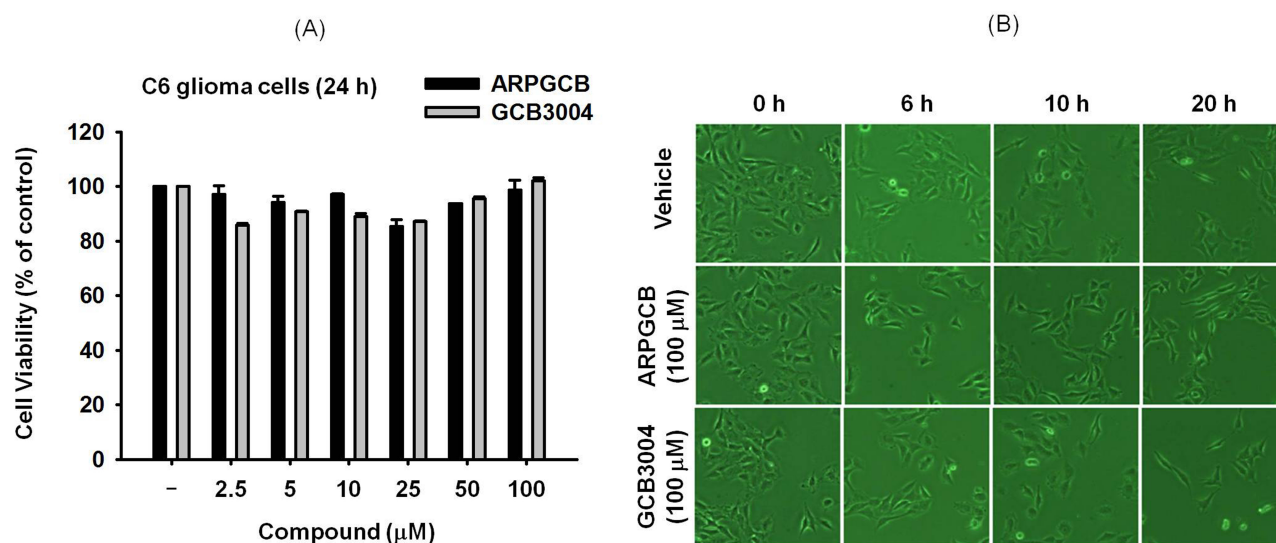 (A)
C6 glioma cells (24 h)
ARPGCB
GCB3004
Cell Viability (% of control)
120
100
80
60
40
20
0
– 2.5 5 10 25 50 100
Compound (μM)
(B)
0 h 6 h 10 h 20 h
Vehicle
ARPGCB
(100 μM)
GCB3004
(100 μM)